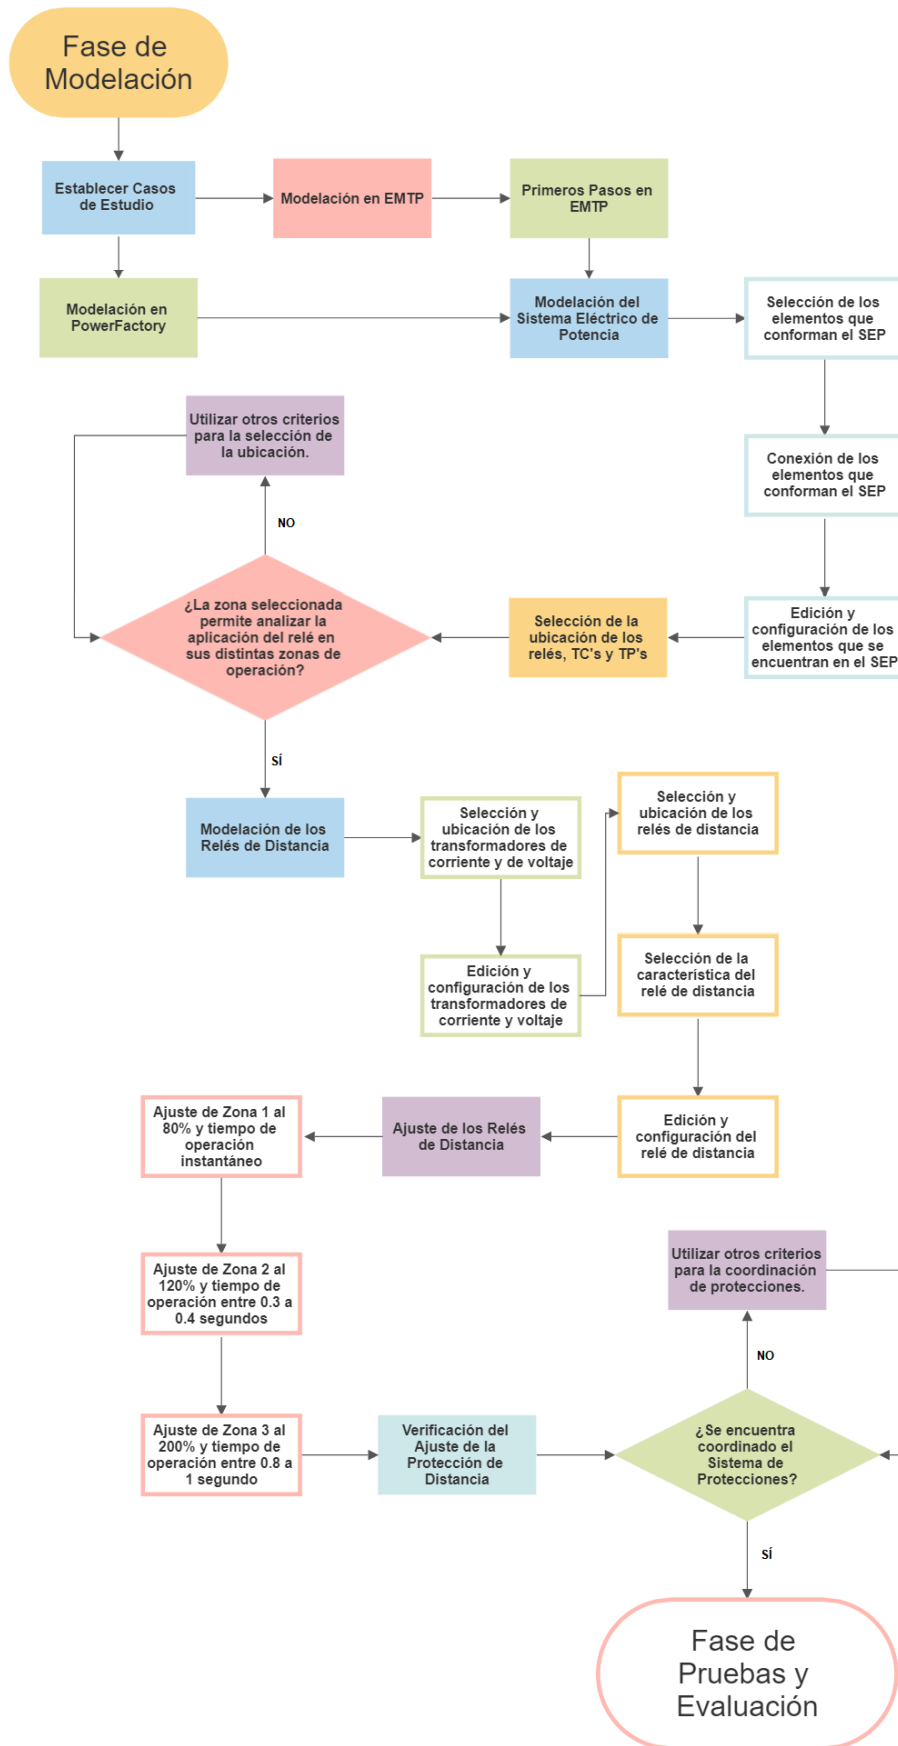 Fase de
Modelación
Establecer Casos
de Estudio
Modelación en EMTP
Primeros Pasos en
EMTP
Modelación en
PowerFactory
Modelación del
Sistema Eléctrico de
Potencia
Selección de los
elementos que
conforman el SEP
Conexión de los
elementos que
conforman el SEP
Edición y
configuración de los
elementos que se
encuentran en el SEP
Selección de la
ubicación de los
relés, TC's y TP's
¿La zona seleccionada
permite analizar la
aplicación del relé en
sus distintas zonas de
operación?
NO
Utilizar otros criterios
para la selección de
la ubicación.
SÍ
Modelación de los
Relés de Distancia
Selección y
ubicación de los
transformadores de
corriente y de voltaje
Edición y
configuración de los
transformadores de
corriente y voltaje
Selección y
ubicación de los
relés de distancia
Selección de la
característica del
relé de distancia
Edición y
configuración del
relé de distancia
Ajuste de los Relés
de Distancia
Ajuste de Zona 1 al
80% y tiempo de
operación
instantáneo
Ajuste de Zona 2 al
120% y tiempo de
operación entre 0.3 a
0.4 segundos
Ajuste de Zona 3 al
200% y tiempo de
operación entre 0.8 a
1 segundo
Verificación del
Ajuste de la
Protección de
Distancia
¿Se encuentra
coordinado el
Sistema de
Protecciones?
NO
Utilizar otros criterios
para la coordinación
de protecciones.
SÍ
Fase de
Pruebas y
Evaluación